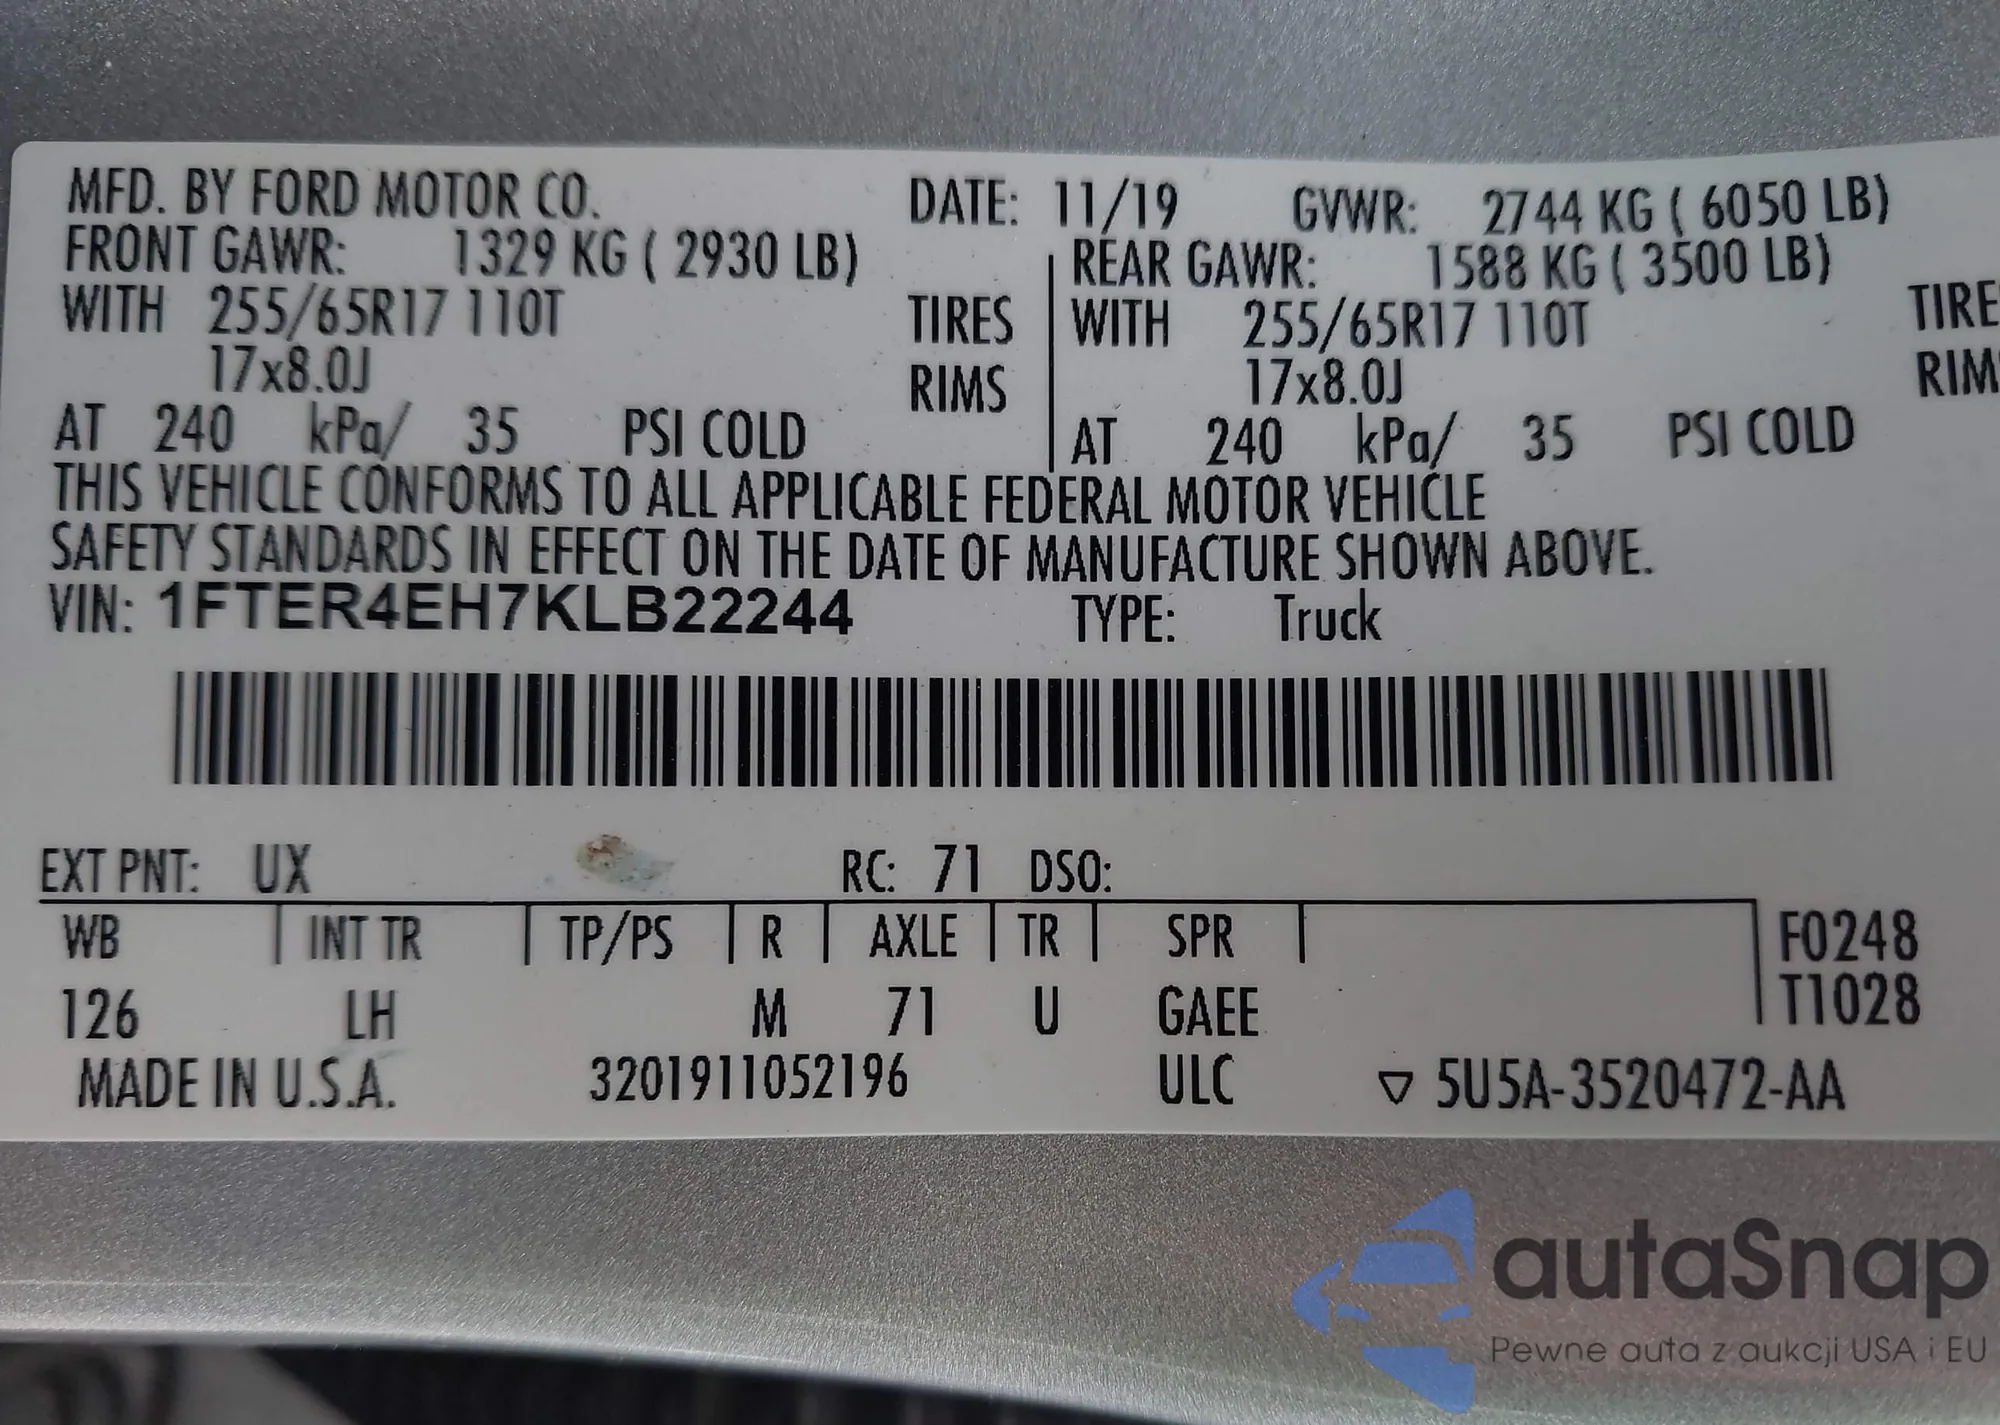 MFD. BY FORD MOTOR CO. DATE: 11/19 GVWR: 2744 KG ( 6050 LB)
FRONT GAWR: 1329 KG ( 2930 LB) REAR GAWR: 1588 KG ( 3500 LB)
WITH 255/65R17 110T TIRES WITH 255/65R17 110T TIRE
17x8.0J RIMS 17x8.0J RIM
AT 240 kPa/ 35 PSI COLD AT 240 kPa/ 35 PSI COLD
THIS VEHICLE CONFORMS TO ALL APPLICABLE FEDERAL MOTOR VEHICLE
SAFETY STANDARDS IN EFFECT ON THE DATE OF MANUFACTURE SHOWN ABOVE.
VIN: 1FTER4EH7KLB22244 TYPE: Truck
EXT PNT: UX RC: 71 DSO:
WB INT TR TP/PS R AXLE TR SPR F0248
126 LH M 71 U GAEE T1028
MADE IN U.S.A. 3201911052196 ULC ▽ 5U5A-3520472-AA
autaSnap
Pewne auta z aukcji USA i EU